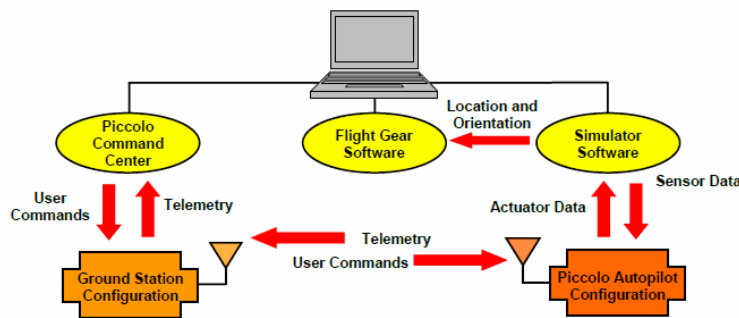 Piccolo
Command
Center
Flight Gear
Software
Location and
Orientation
Simulator
Software
User
Commands
Telemetry
Actuator Data
Sensor Data
Telemetry
User Commands
Ground Station
Configuration
Piccolo Autopilot
Configuration